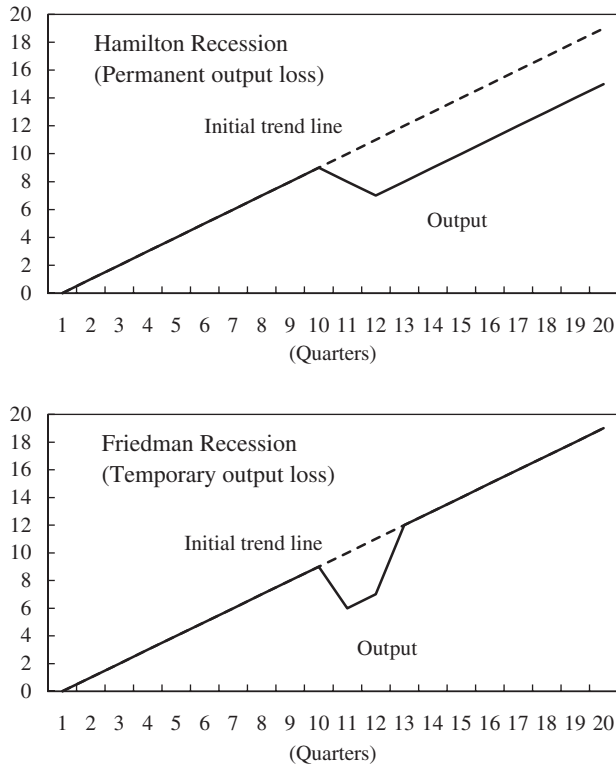 20
18
16
14
12
10
8
6
4
2
0
Hamilton Recession
(Permanent output loss)
Initial trend line
Output
1 2 3 4 5 6 7 8 9 10 11 12 13 14 15 16 17 18 19 20
(Quarters)
20
18
16
14
12
10
8
6
4
2
0
Friedman Recession
(Temporary output loss)
Initial trend line
Output
1 2 3 4 5 6 7 8 9 10 11 12 13 14 15 16 17 18 19 20
(Quarters)